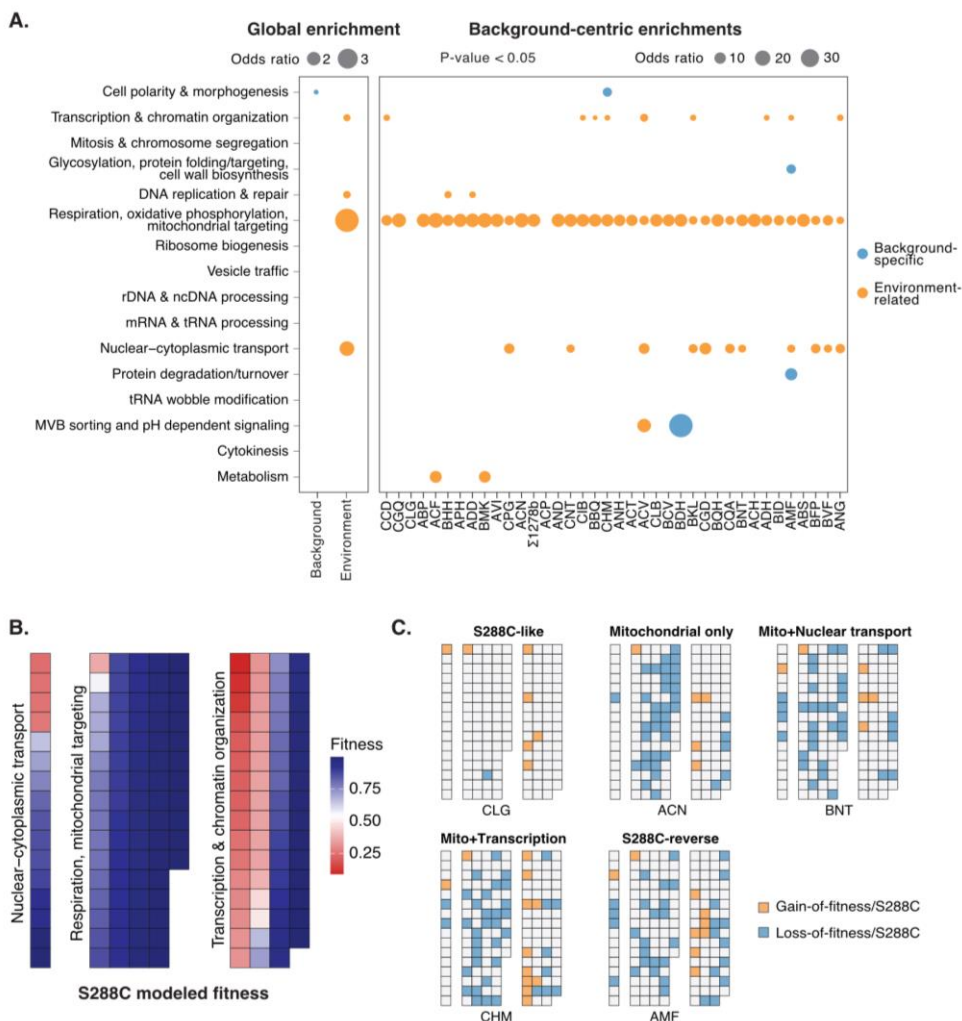 A.
Global enrichment
Background-centric enrichments
Odds ratio 2 3
P-value < 0.05
Odds ratio 10 20 30
Cell polarity & morphogenesis
Transcription & chromatin organization
Mitosis & chromosome segregation
Glycosylation, protein folding/targeting,
cell wall biosynthesis
DNA replication & repair
Respiration, oxidative phosphorylation,
mitochondrial targeting
Ribosome biogenesis
Vesicle traffic
rDNA & ncDNA processing
mRNA & tRNA processing
Nuclear–cytoplasmic transport
Protein degradation/turnover
tRNA wobble modification
MVB sorting and pH dependent signaling
Cytokinesis
Metabolism
Background-
specific
Environment-
related
Background
Environment
CCD
CGQ
CLG
ABP
ACF
BHH
APH
ADD
BMK
AVI
CPG
ACN
Σ1278b
ACP
AND
CNT
CIB
BBQ
CHM
ANH
ACT
ACV
CLB
BCV
BDH
BKL
CGD
BQH
CQA
BNT
ACH
ADH
BID
AMF
ABS
BFP
BVF
ANG
B.
Nuclear–cytoplasmic transport
Respiration, mitochondrial targeting
Transcription & chromatin organization
Fitness
0.75
0.50
0.25
S288C modeled fitness
C.
S288C-like
Mitochondrial only
Mito+Nuclear transport
CLG
ACN
BNT
Mito+Transcription
S288C-reverse
Gain-of-fitness/S288C
Loss-of-fitness/S288C
CHM
AMF